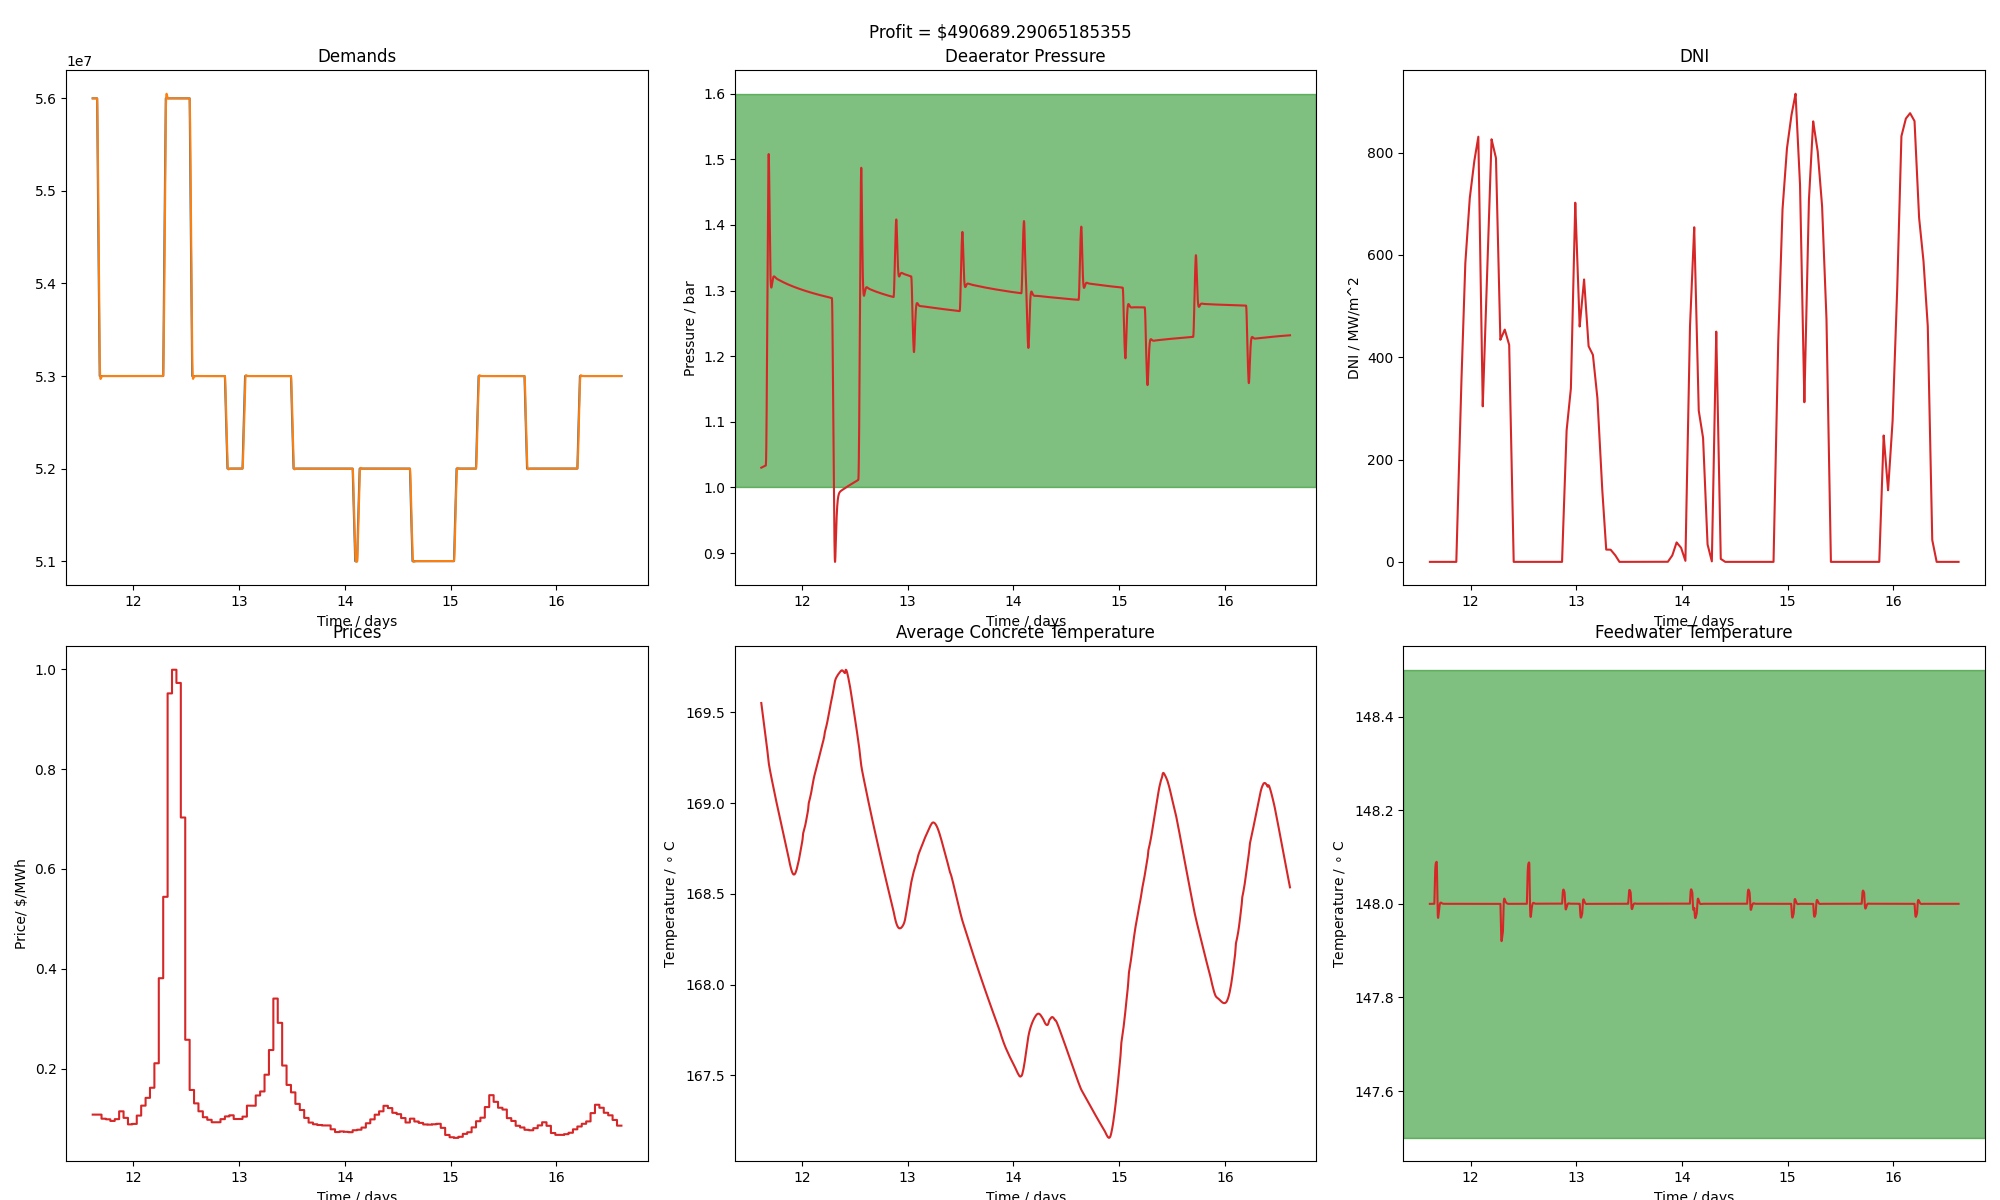 Profit = $490689.29065185355
Demands
1e7
5.6
5.5
5.4
5.3
5.2
5.1
12 13 14 15 16
Time / days
Deaerator Pressure
Pressure / bar
1.6
1.5
1.4
1.3
1.2
1.1
1.0
0.9
12 13 14 15 16
Time / days
DNI
DNI / MW/m^2
800
600
400
200
0
12 13 14 15 16
Time / days
Prices
Price/ $/MWh
1.0
0.8
0.6
0.4
0.2
12 13 14 15 16
Time / days
Average Concrete Temperature
Temperature / ∘ C
169.5
169.0
168.5
168.0
167.5
12 13 14 15 16
Time / days
Feedwater Temperature
Temperature / ∘ C
148.4
148.2
148.0
147.8
147.6
12 13 14 15 16
Time / days